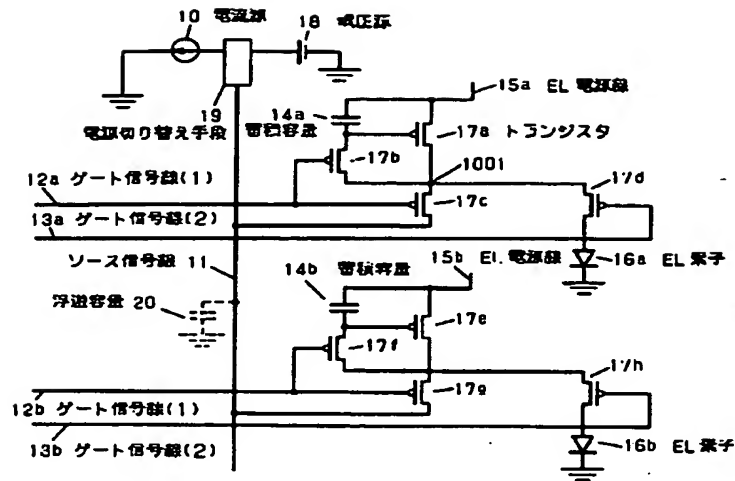 10 電流源
18 電圧源
15a EL 電源線
19
電源切り替え手段
14a
蓄積容量
17a トランジスタ
17b
1001
17d
12a ゲート信号線(1)
17c
13a ゲート信号線(2)
ソース信号線 11
16a EL 素子
15b EL 電源線
14b 蓄積容量
浮遊容量 20
17e
17f
17h
17g
12b ゲート信号線(1)
13b ゲート信号線(2)
16b EL 素子